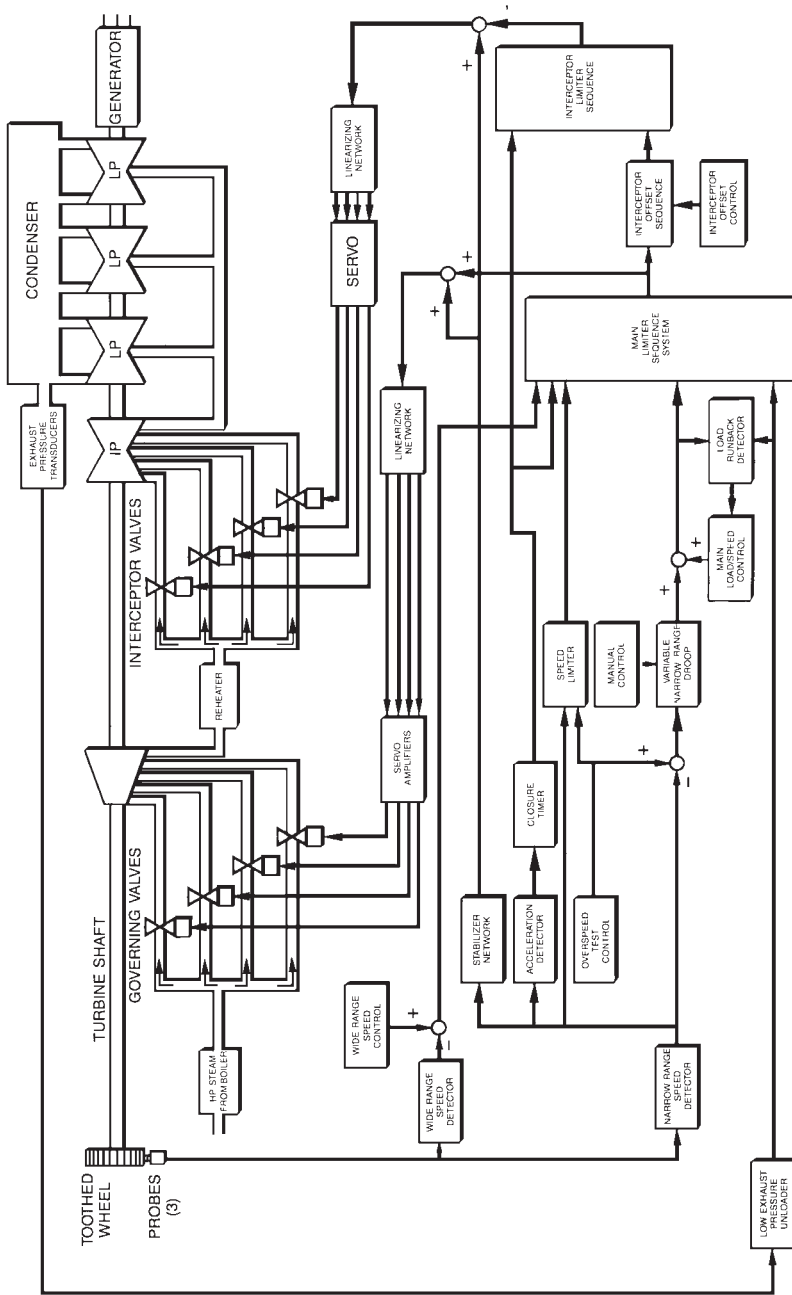 TOOTHED
WHEEL
PROBES
(3)
TURBINE SHAFT
GOVERNING VALVES
HP STEAM
FROM BOILER
REHEATER
INTERCEPTOR VALVES
IP
LP
LP
LP
GENERATOR
CONDENSER
EXHAUST
PRESSURE
TRANSDUCERS
SERVO
AMPLIFIERS
LINEARIZING
NETWORK
SERVO
LINEARIZING
NETWORK
WIDE RANGE
SPEED
CONTROL
+
−
WIDE RANGE
SPEED
DETECTOR
STABILIZER
NETWORK
ACCELERATION
DETECTOR
CLOSURE
TIMER
OVERSPEED
TEST
CONTROL
NARROW RANGE
SPEED
DETECTOR
−
+
SPEED
LIMITER
MANUAL
CONTROL
VARIABLE
NARROW RANGE
DROOP
+
+
MAIN
LOAD/SPEED
CONTROL
LOAD
RUNBACK
DETECTOR
MAIN
LIMITER
SEQUENCE
SYSTEM
+
+
INTERCEPTOR
OFFSET
SEQUENCE
INTERCEPTOR
OFFSET
CONTROL
INTERCEPTOR
LIMITER
SEQUENCE
+
LOW EXHAUST
PRESSURE
UNLOADER